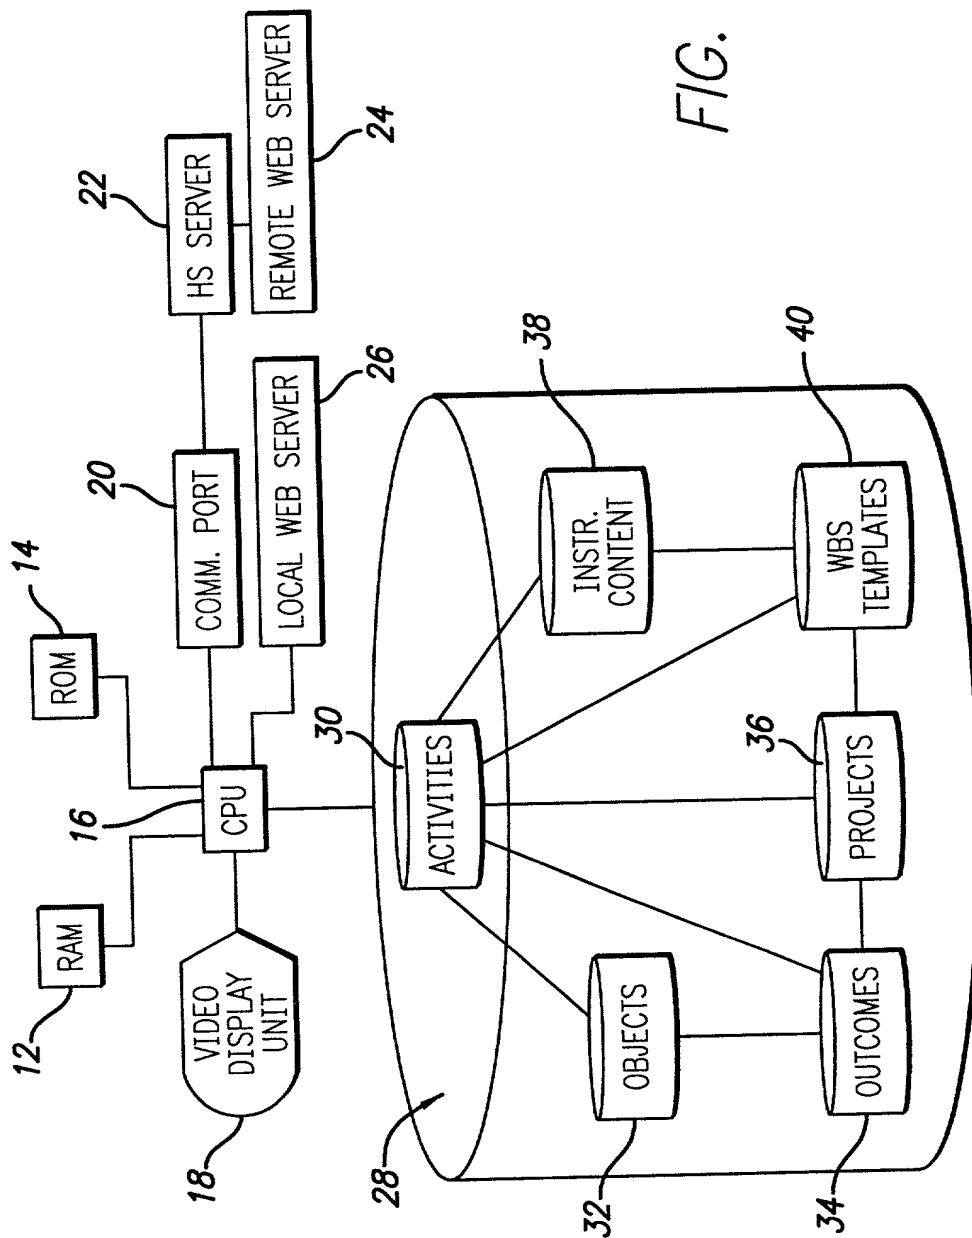 12
RAM
14
ROM
16
CPU
18
VIDEO
DISPLAY
UNIT
20
COMM. PORT
22
HS SERVER
REMOTE WEB SERVER
24
LOCAL WEB SERVER
26
28
30
ACTIVITIES
32
OBJECTS
38
INSTR.
CONTENT
34
OUTCOMES
36
PROJECTS
40
WBS
TEMPLATES
FIG.